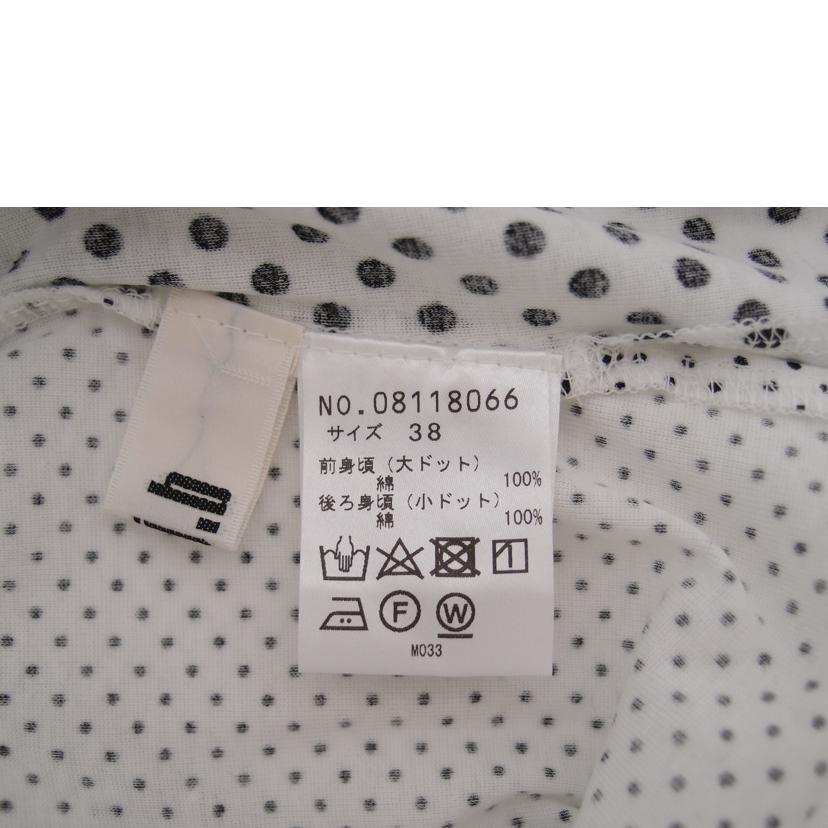 NO.08118066
サイズ 38
前身頃（大ドット）
綿 100%
後ろ身頃（小ドット）
綿 100%
F W
M033